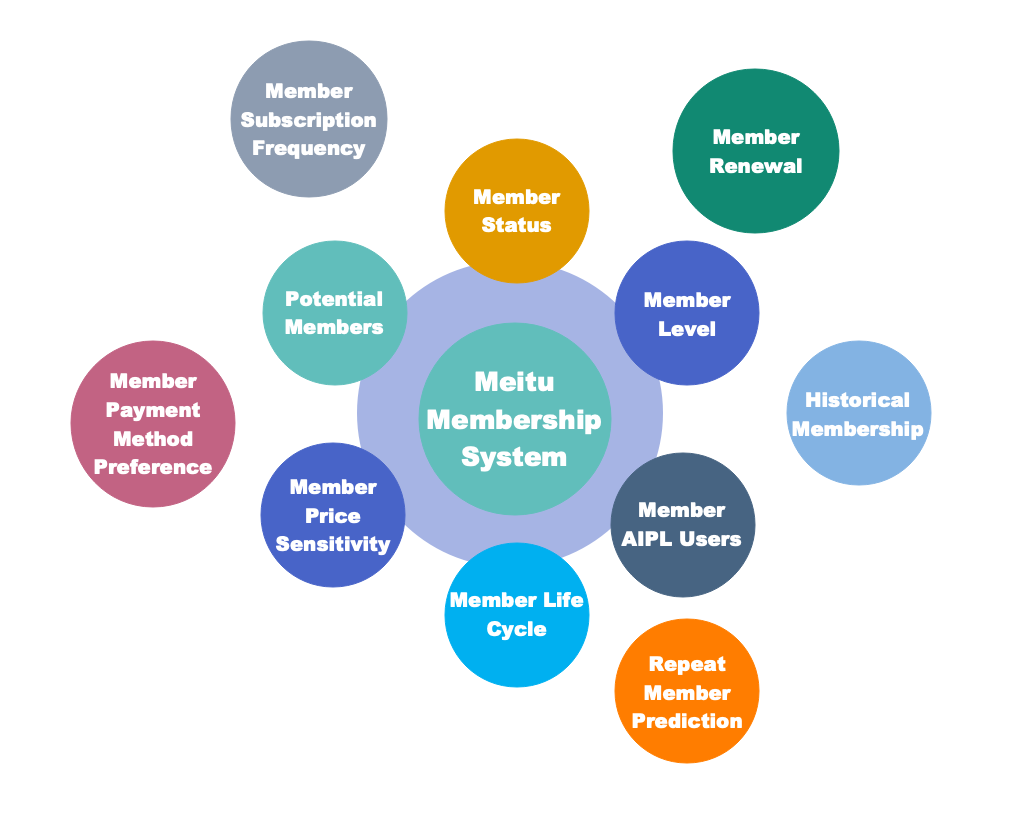 Member
Subscription
Frequency
Member
Renewal
Member
Status
Potential
Members
Member
Level
Member
Payment
Method
Preference
Meitu
Membership
System
Historical
Membership
Member
Price
Sensitivity
Member
AIPL Users
Member Life
Cycle
Repeat
Member
Prediction